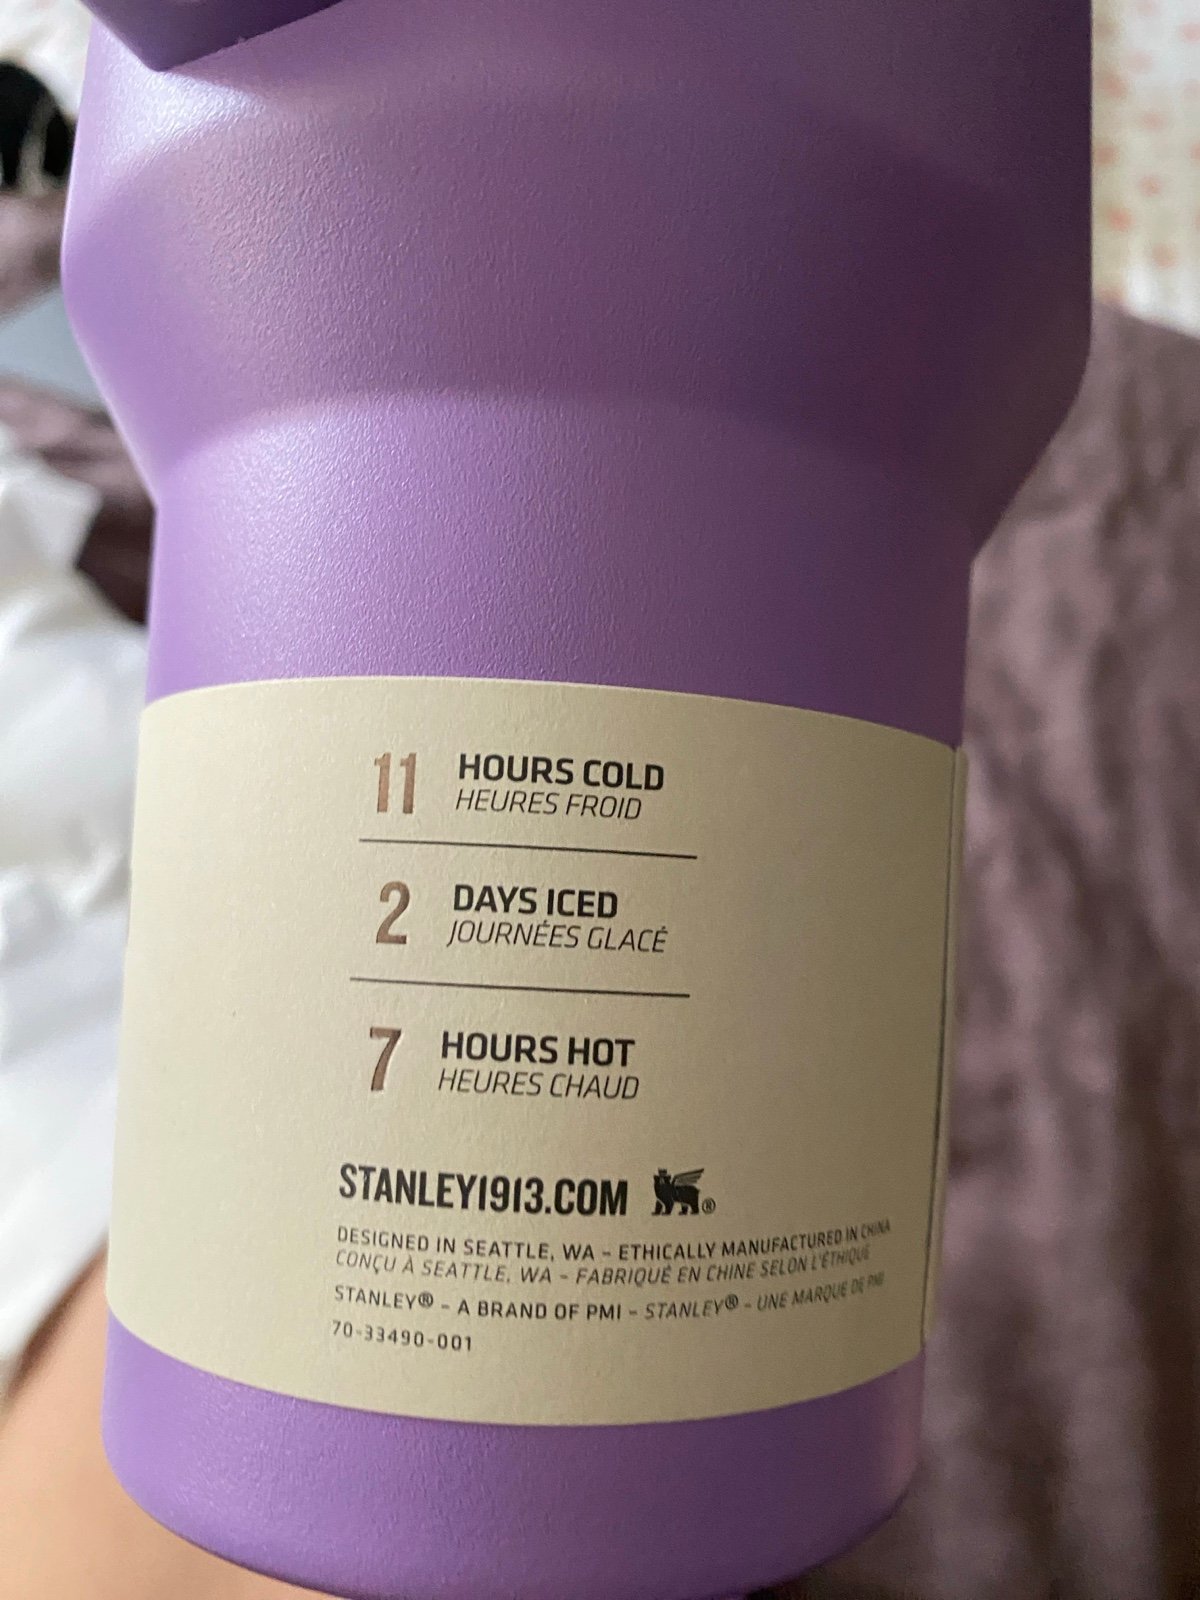 11 HOURS COLD
HEURES FROID
2 DAYS ICED
JOURNÉES GLACÉ
7 HOURS HOT
HEURES CHAUD
STANLEY1913.COM ®
DESIGNED IN SEATTLE, WA – ETHICALLY MANUFACTURED IN CHINA
CONÇU À SEATTLE, WA – FABRIQUÉ EN CHINE SELON L'ÉTHIQUE
STANLEY® – A BRAND OF PMI – STANLEY® – UNE MARQUE DE PMI
70-33490-001